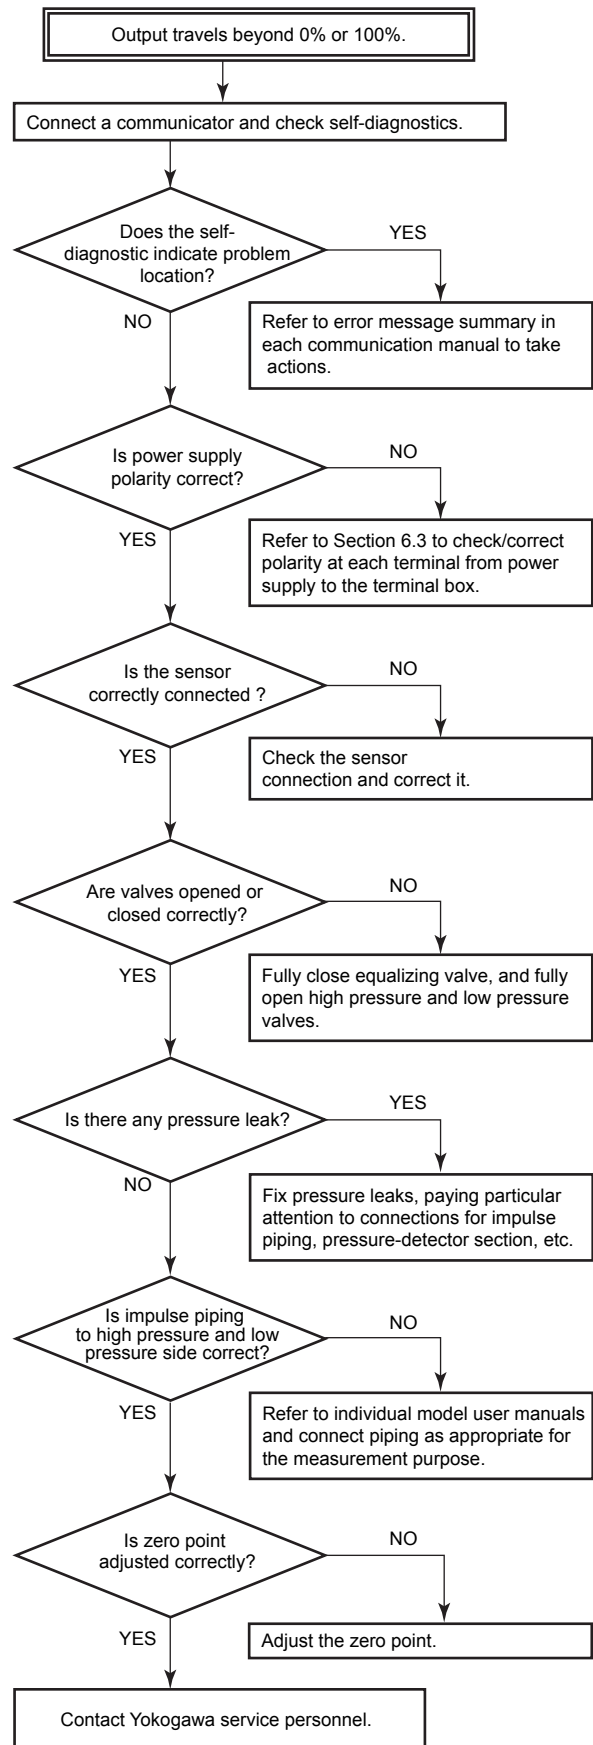 Output travels beyond 0% or 100%.
Connect a communicator and check self-diagnostics.
Does the self-
diagnostic indicate problem
location?
YES
NO
Refer to error message summary in
each communication manual to take
actions.
Is power supply
polarity correct?
NO
YES
Refer to Section 6.3 to check/correct
polarity at each terminal from power
supply to the terminal box.
Is the sensor
correctly connected ?
NO
YES
Check the sensor
connection and correct it.
Are valves opened or
closed correctly?
NO
YES
Fully close equalizing valve, and fully
open high pressure and low pressure
valves.
Is there any pressure leak?
YES
NO
Fix pressure leaks, paying particular
attention to connections for impulse
piping, pressure-detector section, etc.
Is impulse piping
to high pressure and low
pressure side correct?
NO
YES
Refer to individual model user manuals
and connect piping as appropriate for
the measurement purpose.
Is zero point
adjusted correctly?
NO
YES
Adjust the zero point.
Contact Yokogawa service personnel.